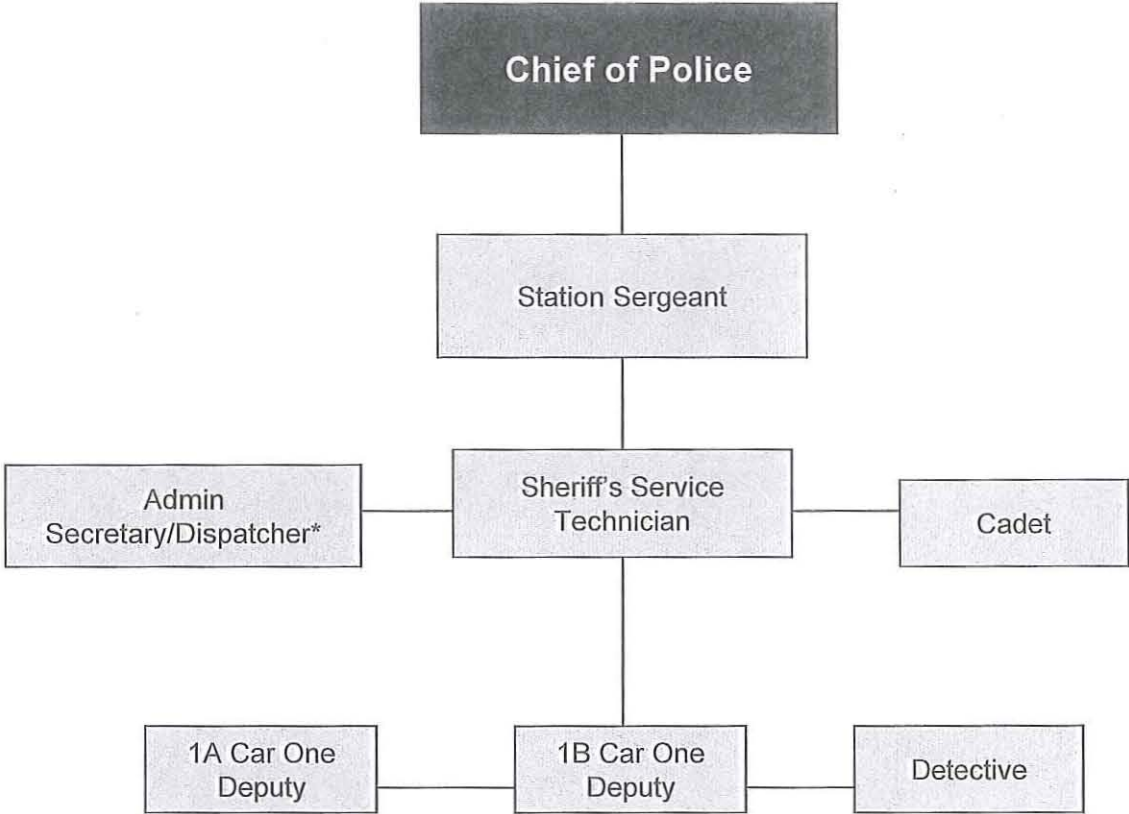 Chief of Police
Station Sergeant
Admin
Secretary/Dispatcher*
Sheriff's Service
Technician
Cadet
1A Car One
Deputy
1B Car One
Deputy
Detective